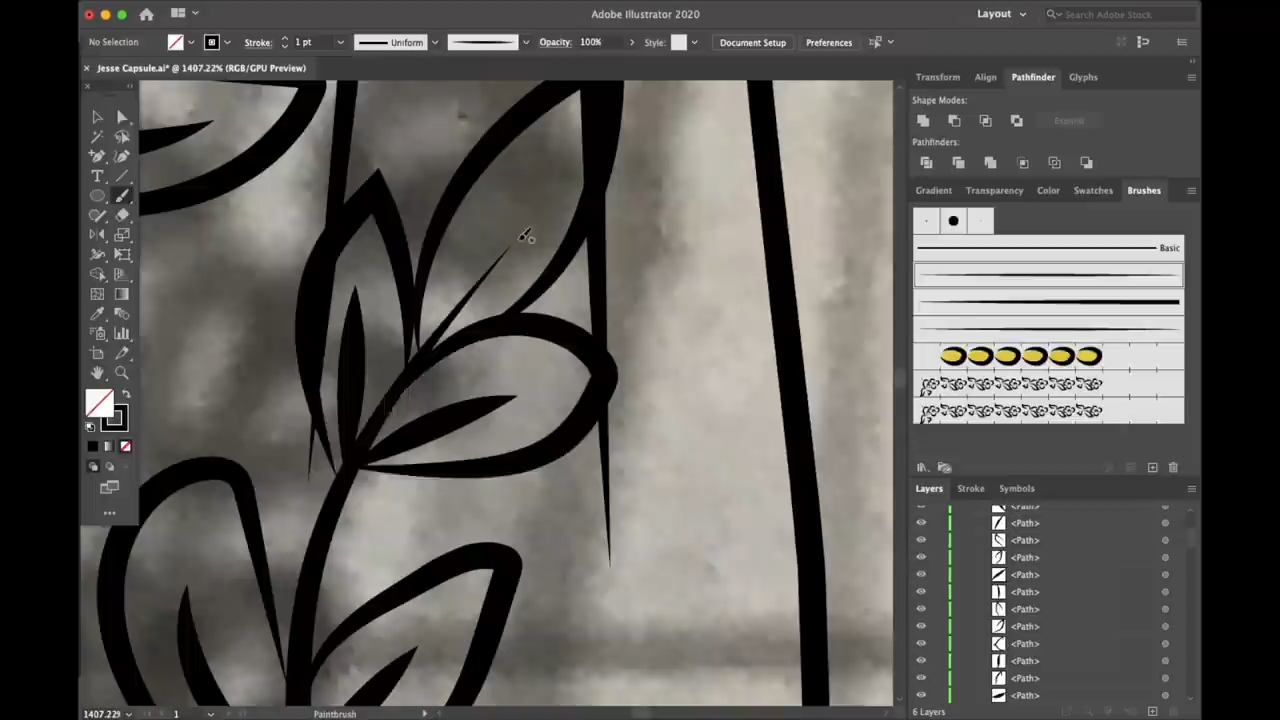 Adobe Illustrator 2020
Layout
Search Adobe Stock
No Selection
Stroke:
1 pt
Uniform
Opacity:
100%
Style:
Document Setup
Preferences
× Jesse Capsule.ai* @ 1407.22% (RGB/GPU Preview)
Transform
Align
Pathfinder
Glyphs
Shape Modes:
Expand
Pathfinders:
Gradient
Transparency
Color
Swatches
Brushes
Basic
Layers
Stroke
Symbols
<Path>
<Path>
<Path>
<Path>
<Path>
<Path>
<Path>
<Path>
<Path>
<Path>
<Path>
6 Layers
1407.229
1
Paintbrush